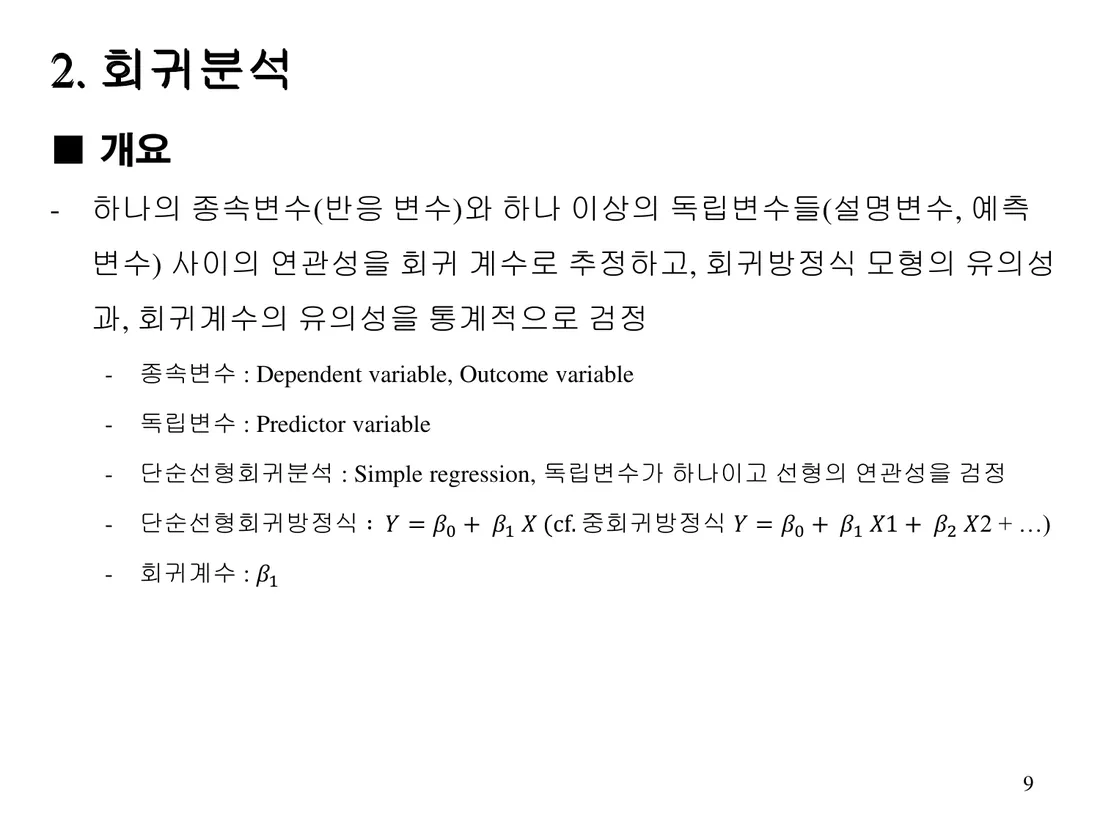 2. 회귀분석
■ 개요
- 하나의 종속변수(반응 변수)와 하나 이상의 독립변수들(설명변수, 예측
변수) 사이의 연관성을 회귀 계수로 추정하고, 회귀방정식 모형의 유의성
과, 회귀계수의 유의성을 통계적으로 검정
- 종속변수 : Dependent variable, Outcome variable
- 독립변수 : Predictor variable
- 단순선형회귀분석 : Simple regression, 독립변수가 하나이고 선형의 연관성을 검정
- 단순선형회귀방정식 : 𝑌 = 𝛽₀ + 𝛽₁ 𝑋 (cf. 중회귀방정식 𝑌 = 𝛽₀ + 𝛽₁ 𝑋1 + 𝛽₂ 𝑋2 + …)
- 회귀계수 : 𝛽₁
9